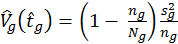 V̂_g(t̂_g) = (1 − n_g/N_g) s_g²/n_g